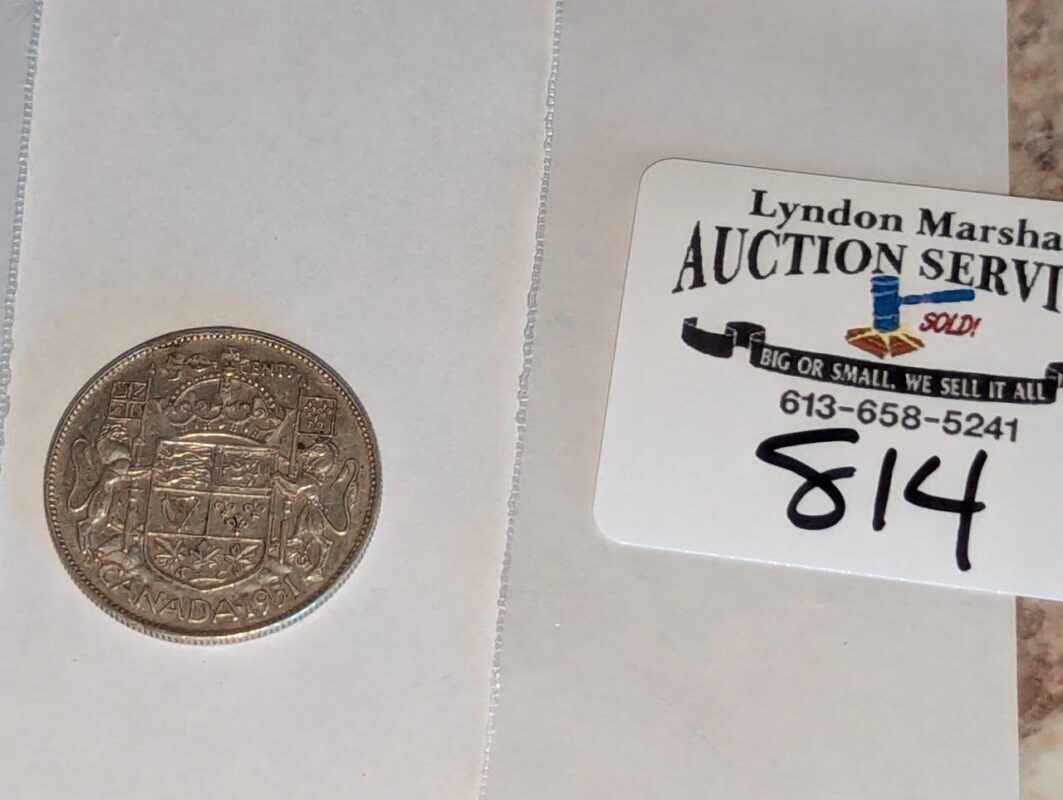 CENTS
CANADA 1951
Lyndon Marsha
AUCTION SERVI
SOLD!
BIG OR SMALL, WE SELL IT ALL
613-658-5241
814